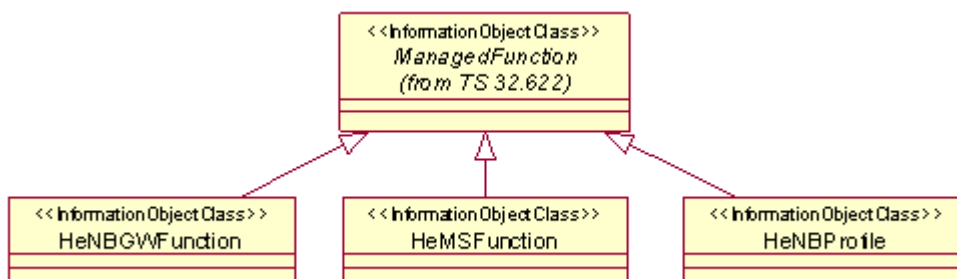 <<InformationObjectClass>>
ManagedFunction
(from TS 32.622)
<<InformationObjectClass>>
HeNBGWFunction
<<InformationObjectClass>>
HeMSFunction
<<InformationObjectClass>>
HeNBProfile